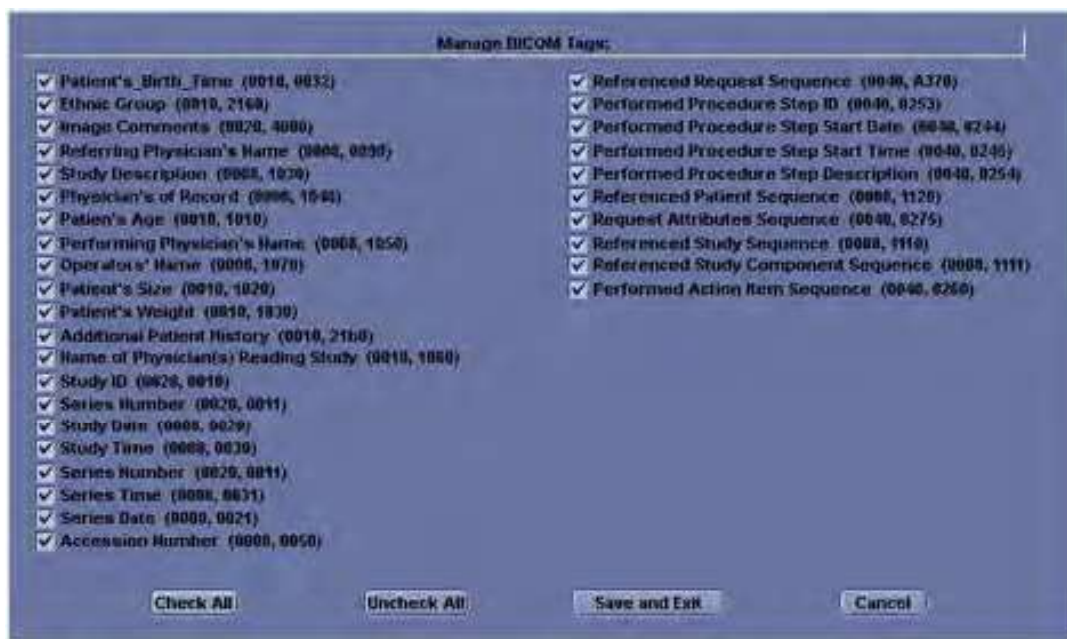 Manage DICOM Tags:
Patient's_Birth_Time (0010, 0032)
Ethnic Group (0010, 2160)
Image Comments (0020, 4000)
Referring Physician's Name (0008, 0090)
Study Description (0008, 1030)
Physician's of Record (0008, 1048)
Patien's Age (0010, 1010)
Performing Physician's Name (0008, 1050)
Operators' Name (0008, 1070)
Patient's Size (0010, 1020)
Patient's Weight (0010, 1030)
Additional Patient History (0010, 21b0)
Name of Physician(s) Reading Study (0010, 1060)
Study ID (0020, 0010)
Series Number (0020, 0011)
Study Date (0008, 0020)
Study Time (0008, 0030)
Series Number (0020, 0011)
Series Time (0008, 0031)
Series Date (0008, 0021)
Accession Number (0008, 0050)
Referenced Request Sequence (0040, A370)
Performed Procedure Step ID (0040, 0253)
Performed Procedure Step Start Date (0040, 0244)
Performed Procedure Step Start Time (0040, 0245)
Performed Procedure Step Description (0040, 0254)
Referenced Patient Sequence (0008, 1120)
Request Attributes Sequence (0040, 0275)
Referenced Study Sequence (0008, 1110)
Referenced Study Component Sequence (0008, 1111)
Performed Action Item Sequence (0040, 0260)
Check All
Uncheck All
Save and Exit
Cancel